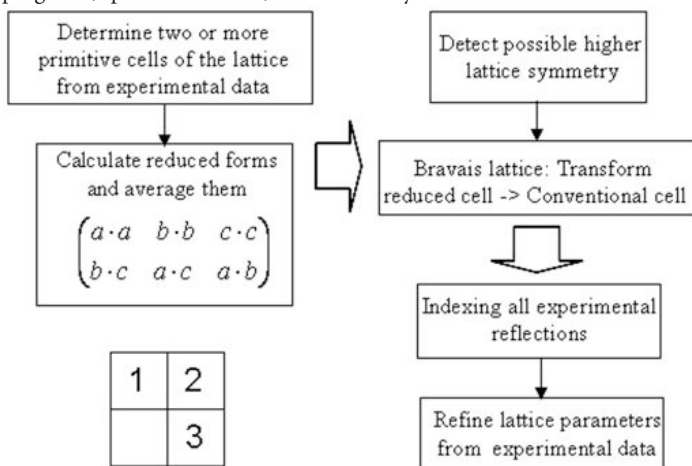 Determine two or more
primitive cells of the lattice
from experimental data
Calculate reduced forms
and average them
a·a b·b c·c
b·c a·c a·b
1 2
3
Detect possible higher
lattice symmetry
Bravais lattice: Transform
reduced cell -> Conventional cell
Indexing all experimental
reflections
Refine lattice parameters
from experimental data